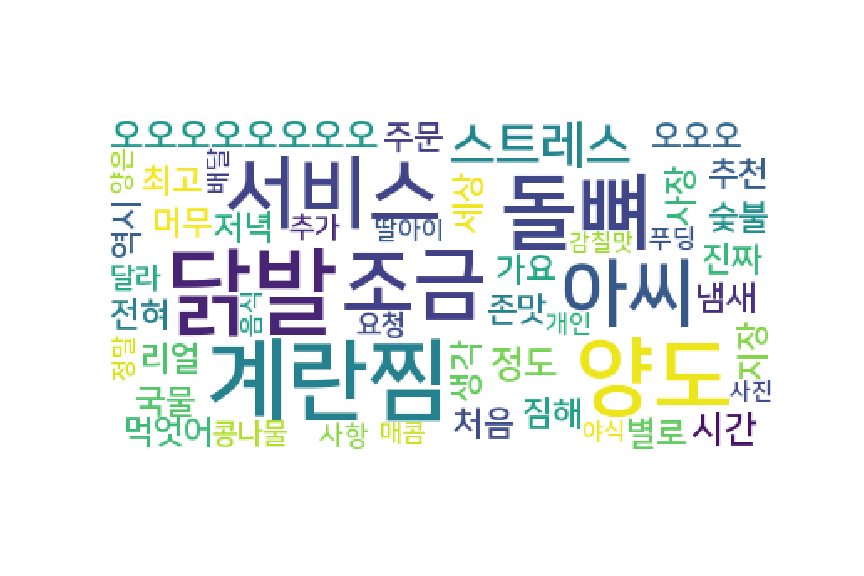 오오오오오오오오 주문 스트레스 오오오
양은 최고 배달 서비스 세상 돌뼈 사장 추천
역시 머무 저녁 추가 딸아이 감칠맛 푸딩 숯불
달라 닭발 음식 조금 가요 아씨 진짜
전혀 요청 존맛 개인 냄새
정말 리얼 계란찜 생각 정도 양도 지장
국물 짐해 사진
먹엇어 콩나물 사항 매콤 처음 야식 별로 시간